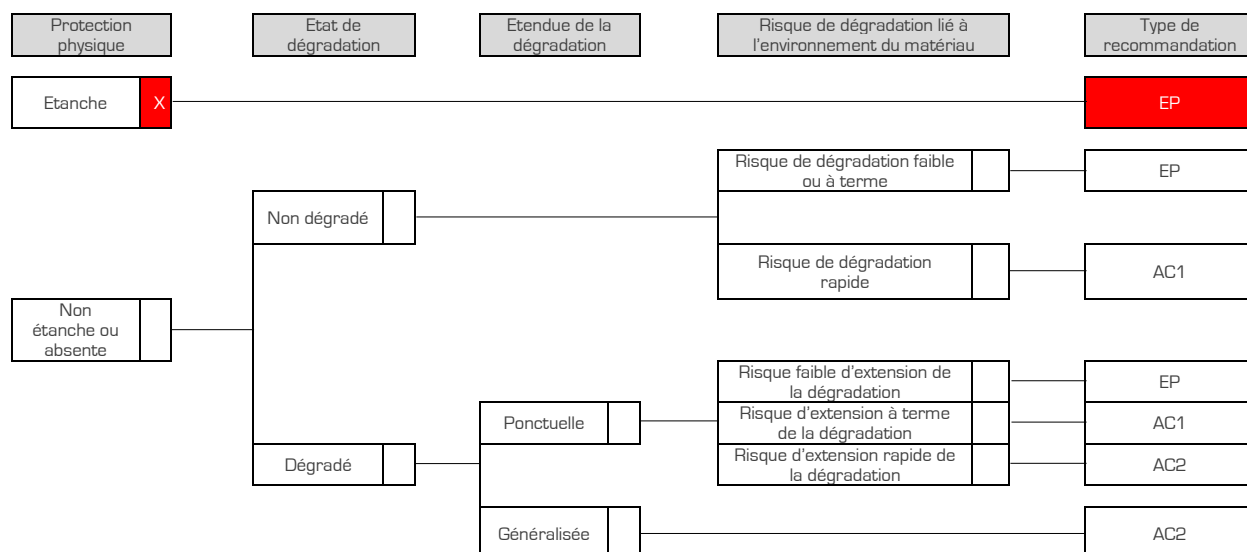 Protection
physique
Etat de
dégradation
Etendue de la
dégradation
Risque de dégradation lié à
l'environnement du matériau
Type de
recommandation
Etanche
X
EP
Risque de dégradation faible
ou à terme
EP
Non dégradé
Risque de dégradation
rapide
AC1
Non
étanche ou
absente
Risque faible d'extension de
la dégradation
EP
Ponctuelle
Risque d'extension à terme
de la dégradation
AC1
Dégradé
Risque d'extension rapide de
la dégradation
AC2
Généralisée
AC2